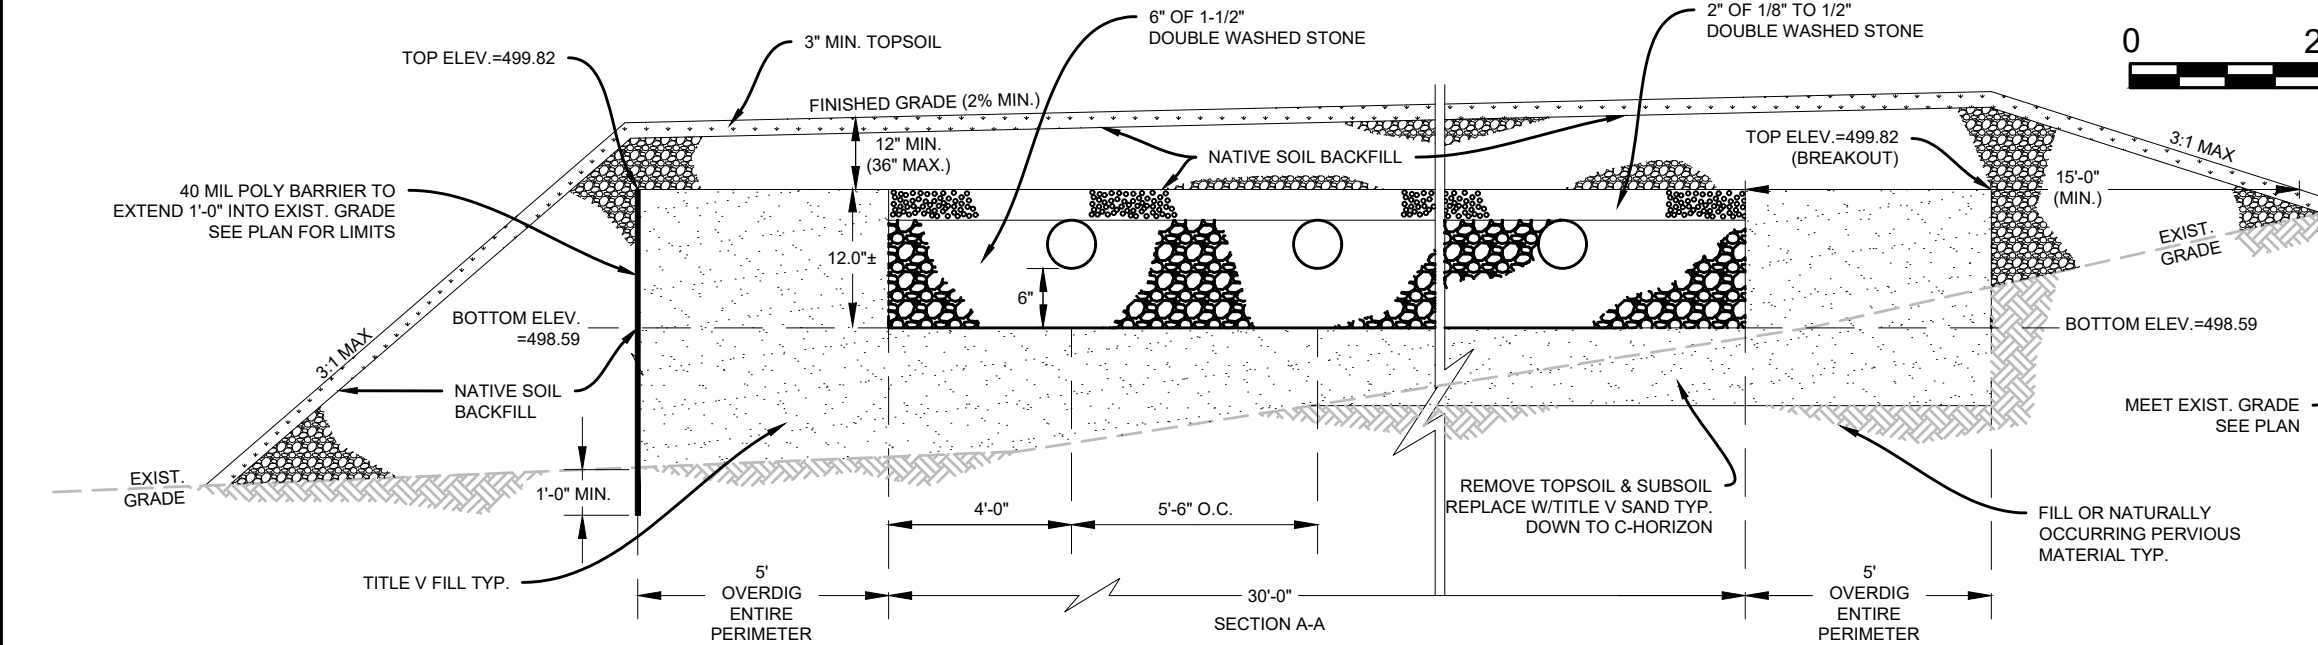 6" OF 1-1/2"
DOUBLE WASHED STONE
2" OF 1/8" TO 1/2"
DOUBLE WASHED STONE
0
2
3" MIN. TOPSOIL
TOP ELEV.=499.82
FINISHED GRADE (2% MIN.)
12" MIN.
(36" MAX.)
NATIVE SOIL BACKFILL
TOP ELEV.=499.82
(BREAKOUT)
3:1 MAX
15'-0"
(MIN.)
40 MIL POLY BARRIER TO
EXTEND 1'-0" INTO EXIST. GRADE
SEE PLAN FOR LIMITS
EXIST.
GRADE
12.0"±
6"
BOTTOM ELEV.
=498.59
BOTTOM ELEV.=498.59
3:1 MAX
NATIVE SOIL
BACKFILL
MEET EXIST. GRADE
SEE PLAN
EXIST.
GRADE
1'-0" MIN.
4'-0"
5'-6" O.C.
REMOVE TOPSOIL & SUBSOIL
REPLACE W/TITLE V SAND TYP.
DOWN TO C-HORIZON
FILL OR NATURALLY
OCCURRING PERVIOUS
MATERIAL TYP.
TITLE V FILL TYP.
5'
OVERDIG
ENTIRE
PERIMETER
30'-0"
SECTION A-A
5'
OVERDIG
ENTIRE
PERIMETER